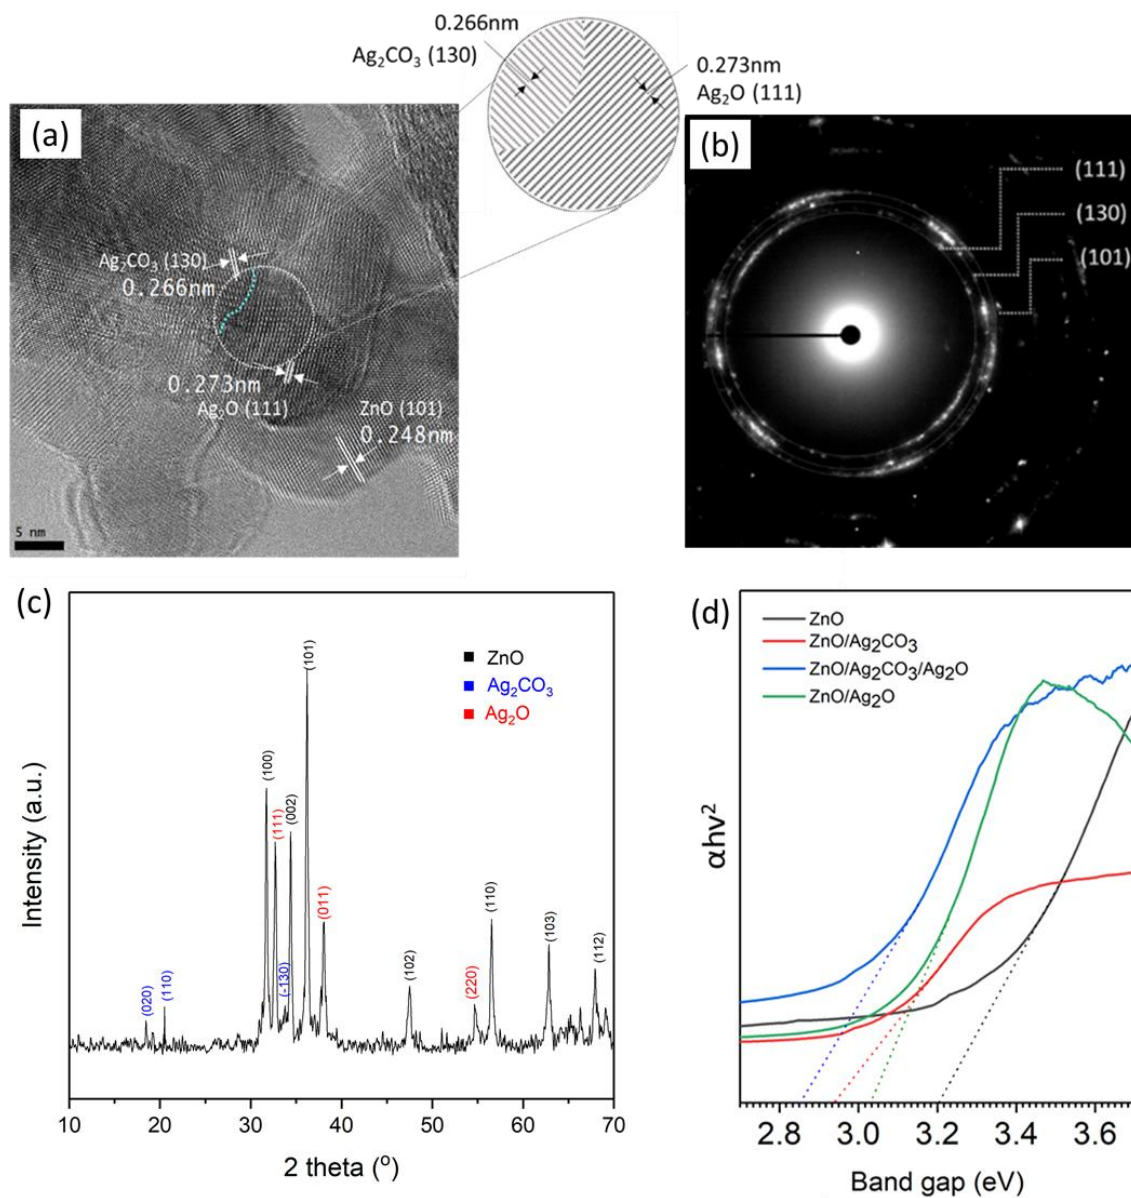 0.266nm
Ag₂CO₃ (130)
0.273nm
Ag₂O (111)
(a)
Ag₂CO₃ (130)
0.266nm
0.273nm
Ag₂O (111)
ZnO (101)
0.248nm
5 nm
(b)
(111)
(130)
(101)
(c)
Intensity (a.u.)
(020)
(110)
(100)
(111)
(-130)
(002)
(101)
(011)
(102)
(220)
(110)
(103)
(112)
ZnO
Ag₂CO₃
Ag₂O
10 20 30 40 50 60 70
2 theta (°)
(d)
αhv²
ZnO
ZnO/Ag₂CO₃
ZnO/Ag₂CO₃/Ag₂O
ZnO/Ag₂O
2.8 3.0 3.2 3.4 3.6
Band gap (eV)